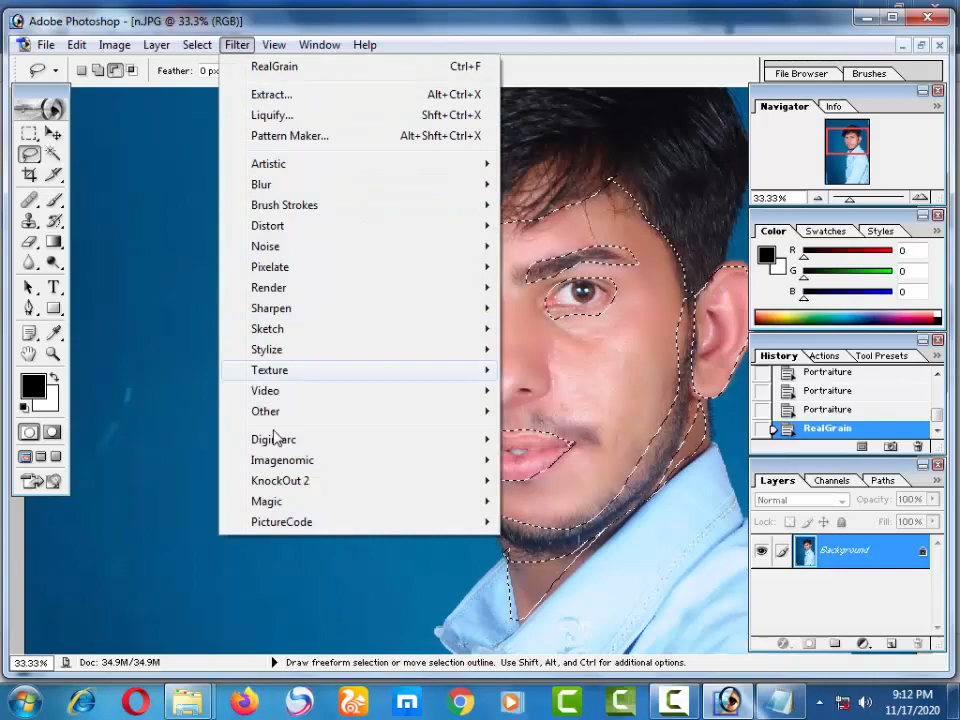 Adobe Photoshop - [n.JPG @ 33.3% (RGB)]
File Edit Image Layer Select Filter View Window Help
Feather: 0 px
File Browser Brushes
RealGrain Ctrl+F
Extract... Alt+Ctrl+X
Liquify... Shft+Ctrl+X
Pattern Maker... Alt+Shft+Ctrl+X
Artistic
Blur
Brush Strokes
Distort
Noise
Pixelate
Render
Sharpen
Sketch
Stylize
Texture
Video
Other
Imagenomic
KnockOut 2
Magic
PictureCode
T
Navigator Info
33.33%
Color Swatches Styles
R 0
G 0
B 0
History Actions Tool Presets
Portraiture
Portraiture
Portraiture
RealGrain
Layers Channels Paths
Normal Opacity: 100%
Lock: Fill: 100%
Background
33.33% Doc: 34.9M/34.9M Draw freeform selection or move selection outline. Use Shift, Alt, and Ctrl for additional options.
9:12 PM
11/17/2020